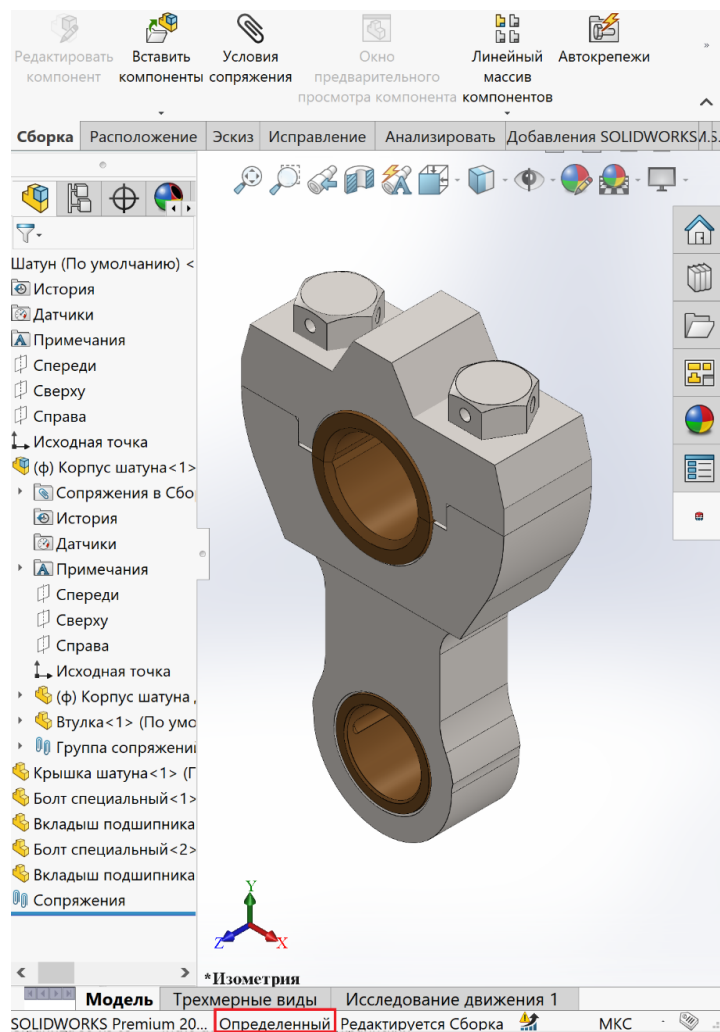 Редактировать
компонент
Вставить
компоненты
Условия
сопряжения
Окно
предварительного
просмотра компонента
Линейный
массив
компонентов
Автокрепежи
»
Сборка Расположение Эскиз Исправление Анализировать Добавления SOLIDWORKS
Шатун (По умолчанию) <
История
Датчики
Примечания
Спереди
Сверху
Справа
Исходная точка
(ф) Корпус шатуна<1>
Сопряжения в Сбо
История
Датчики
Примечания
Спереди
Сверху
Справа
Исходная точка
(ф) Корпус шатуна
Втулка<1> (По умо
Группа сопряжени
Крышка шатуна<1> (П
Болт специальный<1>
Вкладыш подшипника
Болт специальный<2>
Вкладыш подшипника
Сопряжения
Y
Z X
*Изометрия
Модель Трехмерные виды Исследование движения 1
SOLIDWORKS Premium 20... Определенный Редактируется Сборка МКС